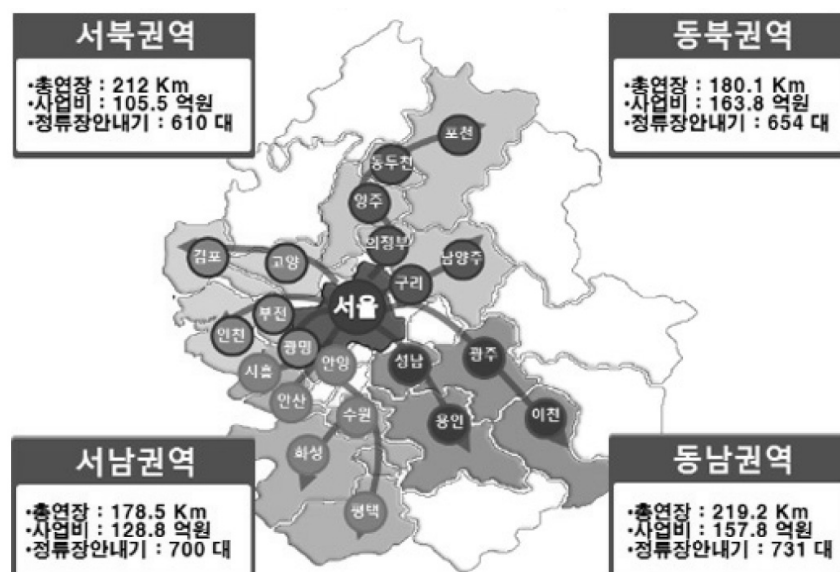 서북권역
•총연장 : 212 Km
•사업비 : 105.5 억원
•정류장안내기 : 610 대
동북권역
•총연장 : 180.1 Km
•사업비 : 163.8 억원
•정류장안내기 : 654 대
포천
동두천
양주
의정부
김포
고양
구리
남양주
서울
부천
인천
광명
시흥
안양
성남
광주
안산
수원
용인
이천
화성
평택
서남권역
•총연장 : 178.5 Km
•사업비 : 128.8 억원
•정류장안내기 : 700 대
동남권역
•총연장 : 219.2 Km
•사업비 : 157.8 억원
•정류장안내기 : 731 대